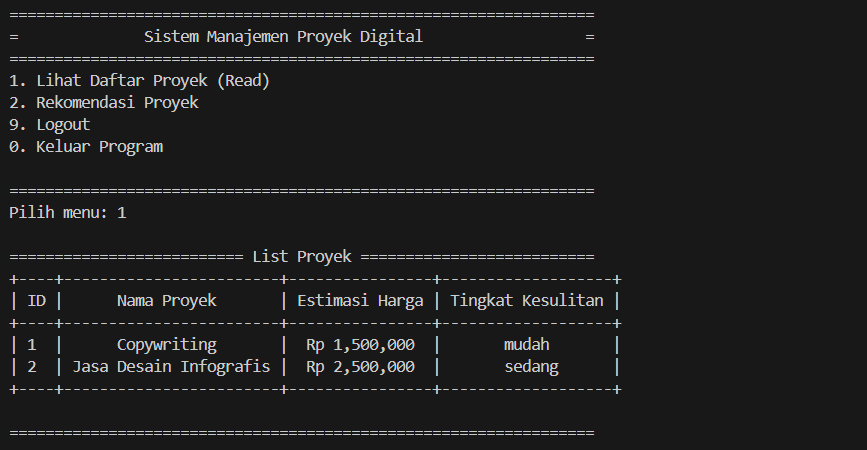 =================================================================
=              Sistem Manajemen Proyek Digital                  =
=================================================================
1. Lihat Daftar Proyek (Read)
2. Rekomendasi Proyek
9. Logout
0. Keluar Program

=================================================================
Pilih menu: 1

========================== List Proyek ==========================
+----+------------------------+----------------+-------------------+
| ID |      Nama Proyek       | Estimasi Harga | Tingkat Kesulitan |
+----+------------------------+----------------+-------------------+
| 1  |      Copywriting       |  Rp 1,500,000  |       mudah       |
| 2  | Jasa Desain Infografis |  Rp 2,500,000  |       sedang      |
+----+------------------------+----------------+-------------------+

=================================================================